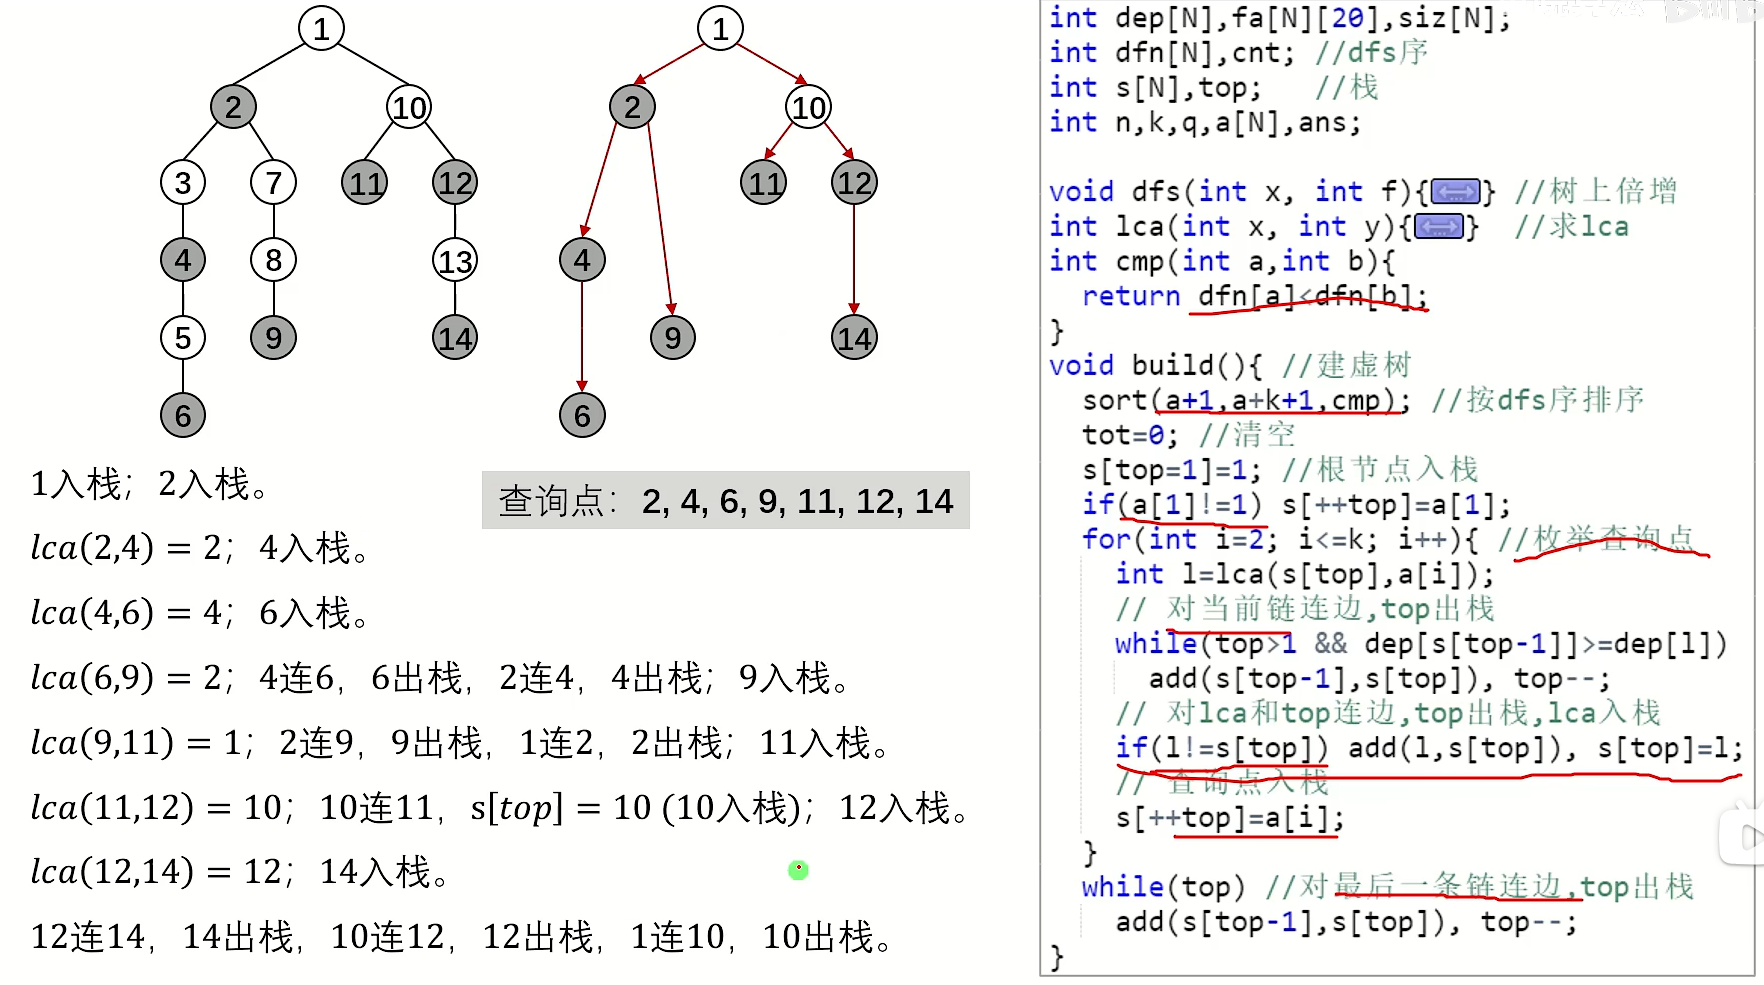 1
2
10
3
7
11
12
4
8
13
5
9
14
6
1
2
10
11
12
4
9
14
6
查询点：2, 4, 6, 9, 11, 12, 14
1入栈；2入栈。
lca(2,4) = 2；4入栈。
lca(4,6) = 4；6入栈。
lca(6,9) = 2；4连6，6出栈，2连4，4出栈；9入栈。
lca(9,11) = 1；2连9，9出栈，1连2，2出栈；11入栈。
lca(11,12) = 10；10连11，s[top] = 10 (10入栈)；12入栈。
lca(12,14) = 12；14入栈。
12连14，14出栈，10连12，12出栈，1连10，10出栈。
int dep[N],fa[N][20],siz[N];
int dfn[N],cnt; //dfs序
int s[N],top; //栈
int n,k,q,a[N],ans;
void dfs(int x, int f){...} //树上倍增
int lca(int x, int y){...} //求lca
int cmp(int a,int b){
return dfn[a]<dfn[b];
}
void build(){ //建虚树
sort(a+1,a+k+1,cmp); //按dfs序排序
tot=0; //清空
s[top=1]=1; //根节点入栈
if(a[1]!=1) s[++top]=a[1];
for(int i=2; i<=k; i++){ //枚举查询点
int l=lca(s[top],a[i]);
// 对当前链连边,top出栈
while(top>1 && dep[s[top-1]]>=dep[l])
add(s[top-1],s[top]), top--;
// 对lca和top连边,top出栈,lca入栈
if(l!=s[top]) add(l,s[top]), s[top]=l;
// 查询点入栈
s[++top]=a[i];
}
while(top) //对最后一条链连边,top出栈
add(s[top-1],s[top]), top--;
}